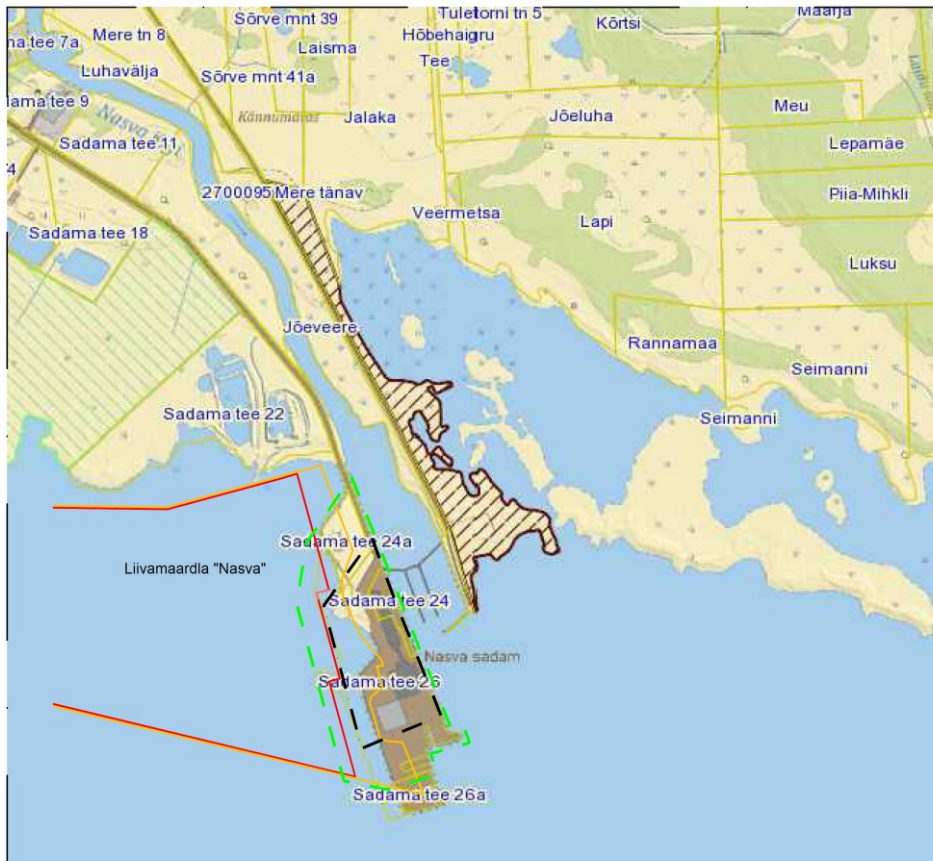 Sõrve mnt 39
Tuletorni tn 5
Kõrtsi
Maarja
Mere tn 8
Hõbehaigru
Tee
na tee 7a
Laisma
Luhavälja
Sõrve mnt 41a
dama tee 9
Nasva
Kännumaras
Jalaka
Jõeluha
Meu
Sadama tee 11
Lepamäe
2700095 Mere tänav
Piia-Mihkli
Veermetsa
Lapi
Sadama tee 18
Luksu
Jõeveere
Rannamaa
Seimanni
Sadama tee 22
Seimanni
Sadama tee 24a
Liivamaardla "Nasva"
Sadama tee 24
Nasva sadam
Sadama tee 26
Sadama tee 26a